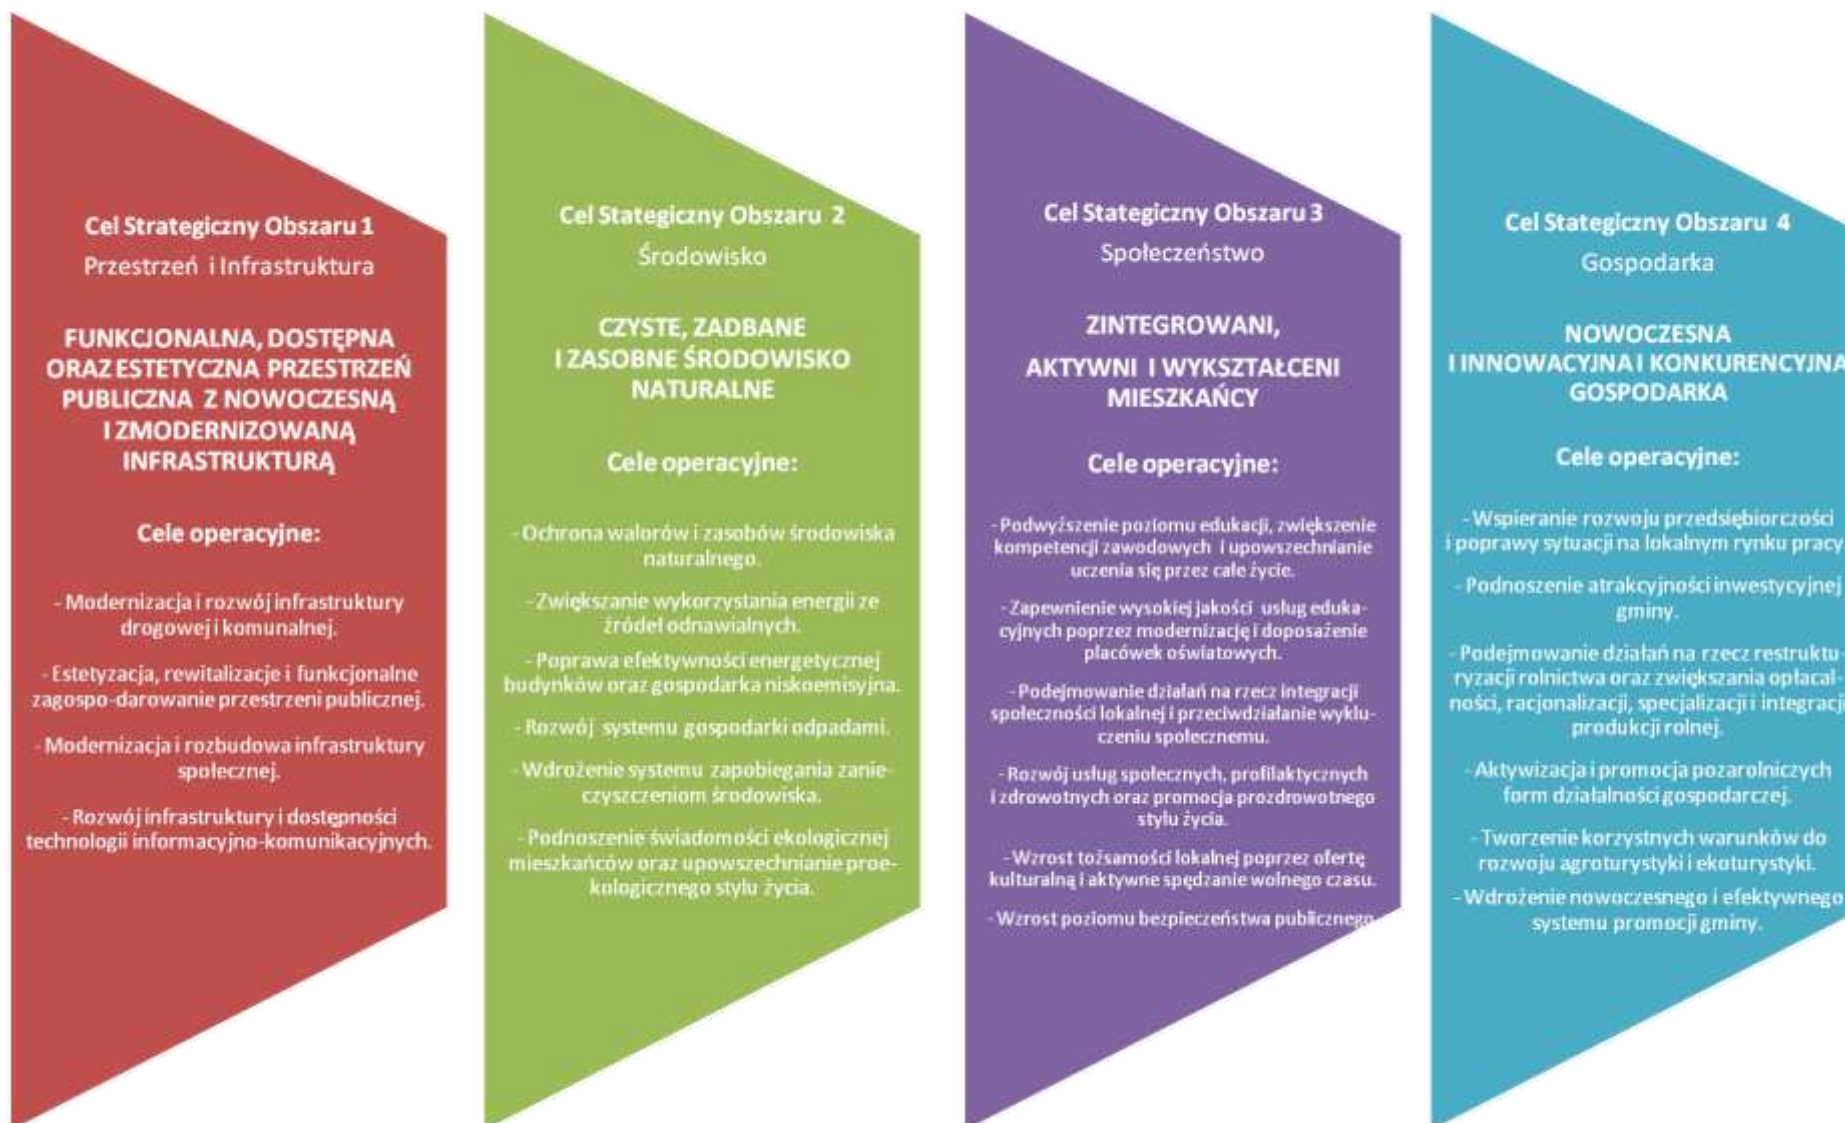 Cel Strategiczny Obszaru 1
Przestrzeń i Infrastruktura
FUNKCJONALNA, DOSTĘPNA
ORAZ ESTETYCZNA PRZESTRZEŃ
PUBLICZNA Z NOWOCZESNĄ
I ZMODERNIZOWANĄ
INFRASTRUKTURĄ
Cele operacyjne:
- Modernizacja i rozwój infrastruktury
drogowej i komunalnej.
- Estetyzacja, rewitalizacje i funkcjonalne
zagospo-darowanie przestrzeni publicznej.
- Modernizacja i rozbudowa infrastruktury
społecznej.
- Rozwój infrastruktury i dostępności
technologii informacyjno-komunikacyjnych.
Cel Stategiczny Obszaru 2
Środowisko
CZYSTE, ZADBANE
I ZASOBNE ŚRODOWISKO
NATURALNE
Cele operacyjne:
- Ochrona walorów i zasobów środowiska
naturalnego.
- Zwiększanie wykorzystania energii ze
źródeł odnawialnych.
- Poprawa efektywności energetycznej
budynków oraz gospodarka niskoemisyjna.
- Rozwój systemu gospodarki odpadami.
- Wdrożenie systemu zapobiegania zanie-
czyszczeniom środowiska.
- Podnoszenie świadomości ekologicznej
mieszkańców oraz upowszechnianie proe-
kologicznego stylu życia.
Cel Stategiczny Obszaru 3
Społeczeństwo
ZINTEGROWANI,
AKTYWNI I WYKSZTAŁCENI
MIESZKAŃCY
Cele operacyjne:
- Podwyższenie poziomu edukacji, zwiększenie
kompetencji zawodowych i upowszechnianie
uczenia się przez całe życie.
- Zapewnienie wysokiej jakości usług eduka-
cyjnych poprzez modernizację i doposażenie
placówek oświatowych.
- Podejmowanie działań na rzecz integracji
społeczności lokalnej i przeciwdziałanie wyklu-
czeniu społecznemu.
- Rozwój usług społecznych, profilaktycznych
i zdrowotnych oraz promocja prozdrowotnego
stylu życia.
- Wzrost tożsamości lokalnej poprzez ofertę
kulturalną i aktywne spędzanie wolnego czasu.
- Wzrost poziomu bezpieczeństwa publicznego.
Cel Stategiczny Obszaru 4
Gospodarka
NOWOCZESNA
I INNOWACYJNA I KONKURENCYJNA
GOSPODARKA
Cele operacyjne:
- Wspieranie rozwoju przedsiębiorczości
i poprawy sytuacji na lokalnym rynku pracy
- Podnoszenie atrakcyjności inwestycyjnej
gminy.
- Podejmowanie działań na rzecz restruktu-
ryzacji rolnictwa oraz zwiększania opłacal-
ności, racjonalizacji, specjalizacji i integracji
produkcji rolnej.
- Aktywizacja i promocja pozarolniczych
form działalności gospodarczej.
- Tworzenie korzystnych warunków do
rozwoju agroturystyki i ekoturystyki.
- Wdrożenie nowoczesnego i efektywnego
systemu promocji gminy.